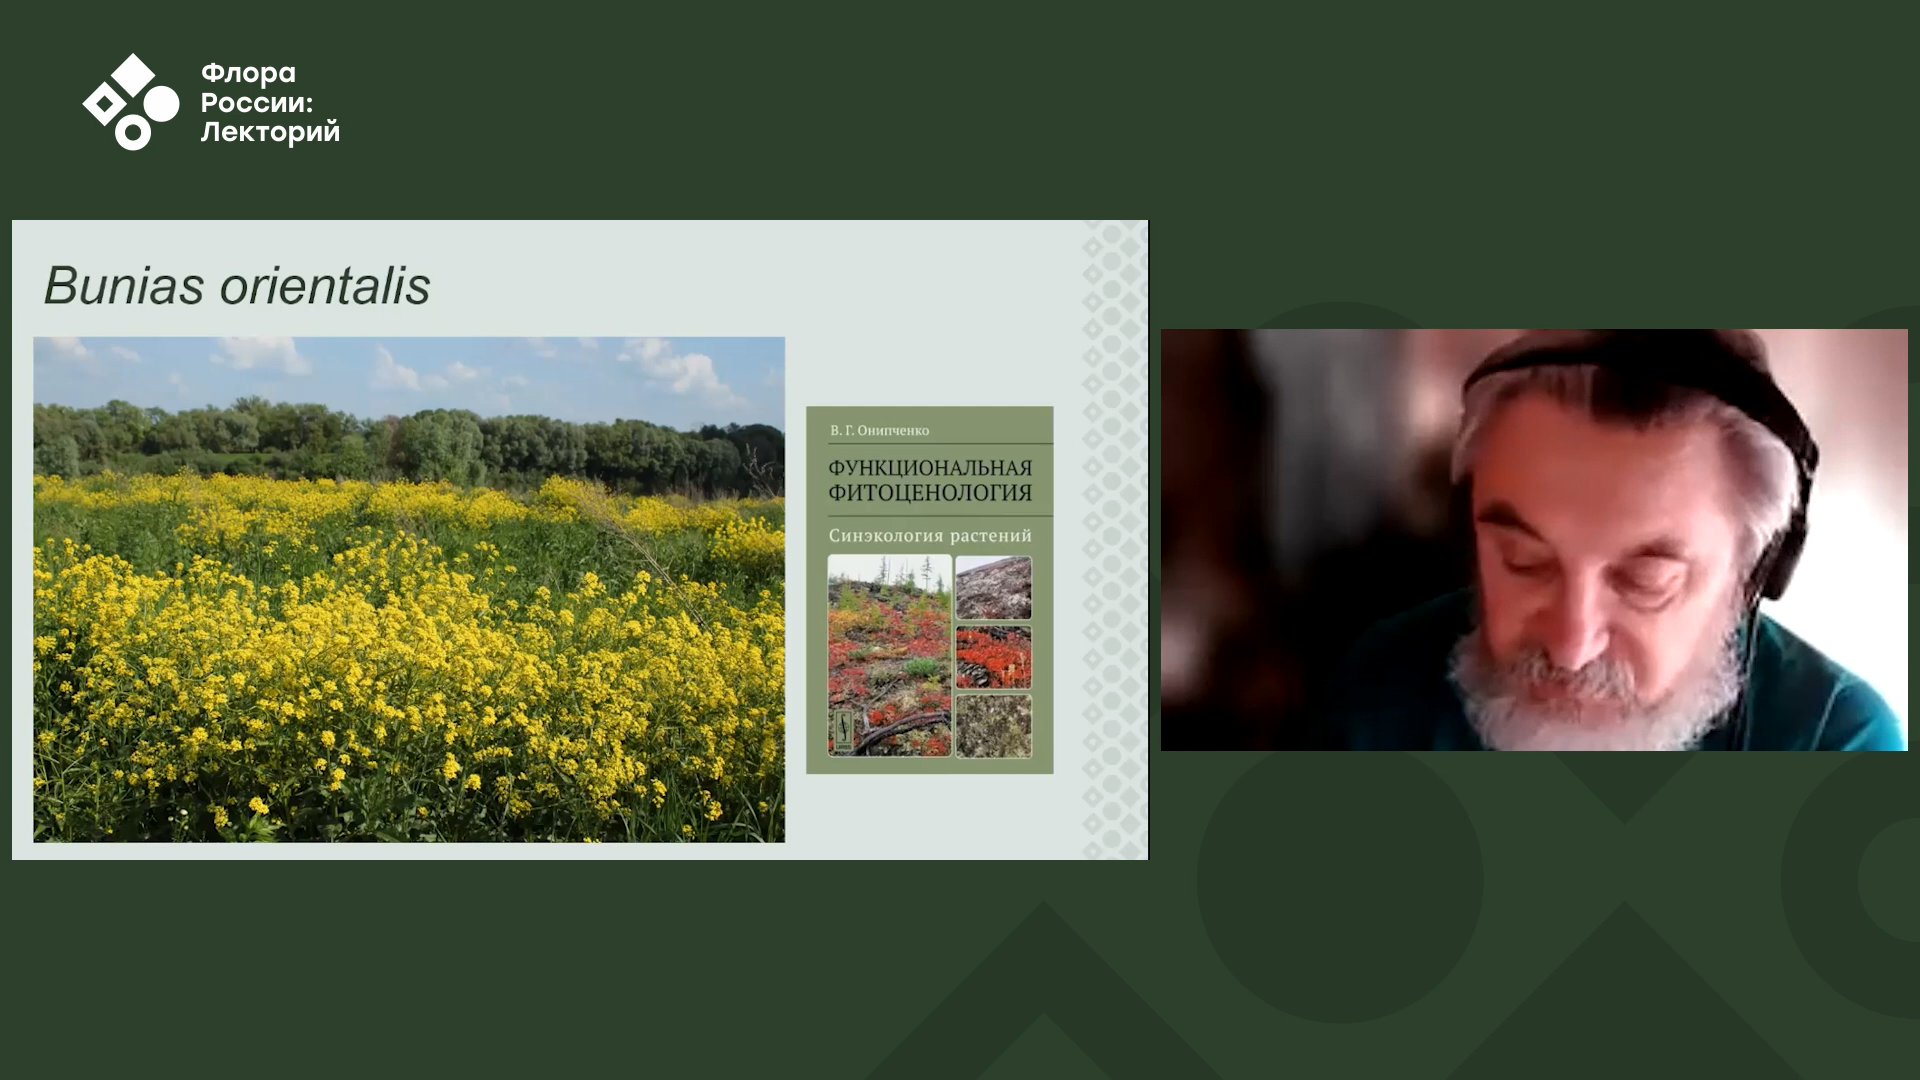 Флора
России:
Лекторий
Bunias orientalis
В. Г. Онипченко
ФУНКЦИОНАЛЬНАЯ
ФИТОЦЕНОЛОГИЯ
Синэкология растений